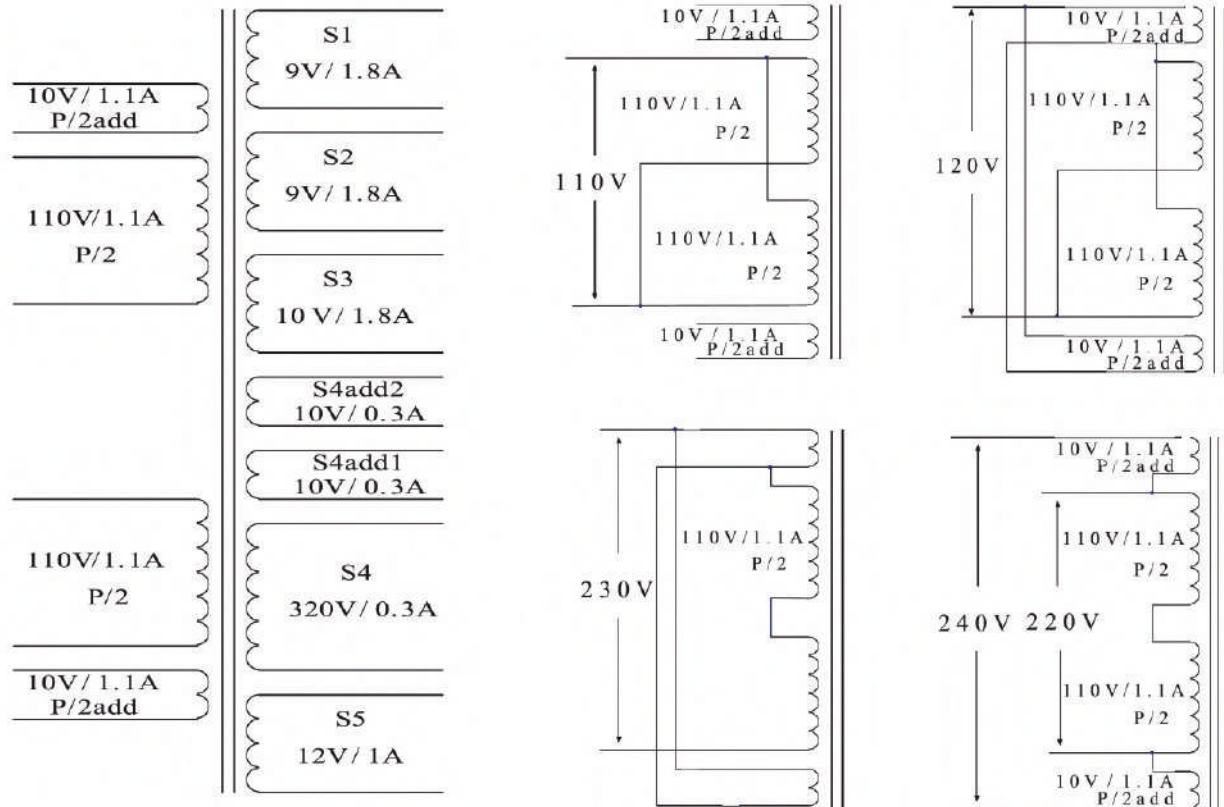 10V/1.1A
P/2add
110V/1.1A
P/2
110V/1.1A
P/2
10V/1.1A
P/2add
S1
9V/1.8A
S2
9V/1.8A
S3
10V/1.8A
S4add2
10V/0.3A
S4add1
10V/0.3A
S4
320V/0.3A
S5
12V/1A
10V/1.1A
P/2add
110V/1.1A
P/2
110V
110V/1.1A
P/2
10V/1.1A
P/2add
10V/1.1A
P/2add
110V/1.1A
P/2
120V
110V/1.1A
P/2
10V/1.1A
P/2add
110V/1.1A
P/2
230V
10V/1.1A
P/2add
110V/1.1A
P/2
240V 220V
110V/1.1A
P/2
10V/1.1A
P/2add